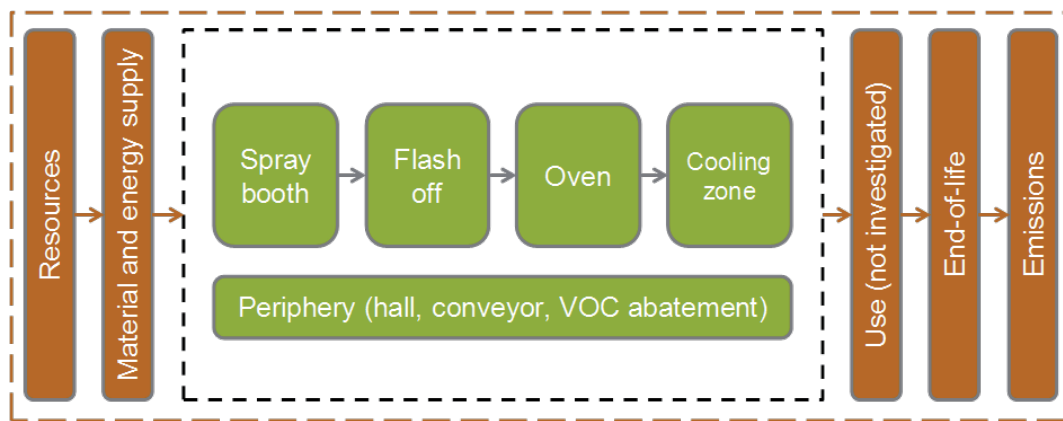 Resources
Material and energy supply
Spray
booth
Flash
off
Oven
Cooling
zone
Periphery (hall, conveyor, VOC abatement)
Use (not investigated)
End-of-life
Emissions